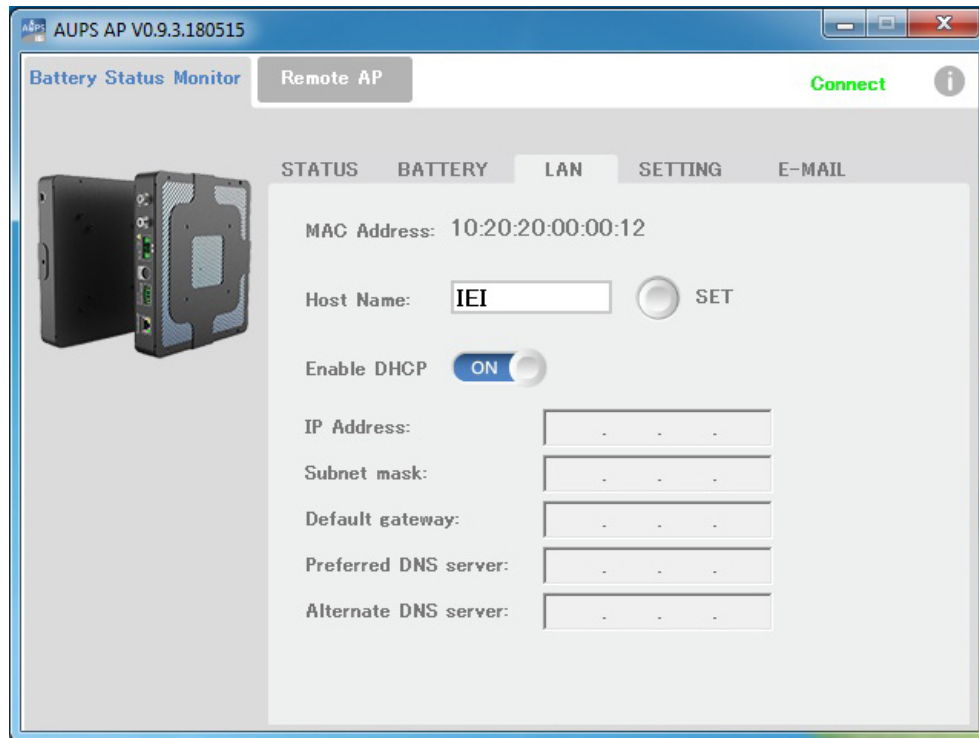 AUPS AP V0.9.3.180515
Battery Status Monitor Remote AP Connect i
STATUS BATTERY LAN SETTING E-MAIL
MAC Address: 10:20:20:00:00:12
Host Name: IEI SET
Enable DHCP ON
IP Address: . . .
Subnet mask: . . .
Default gateway: . . .
Preferred DNS server: . . .
Alternate DNS server: . . .